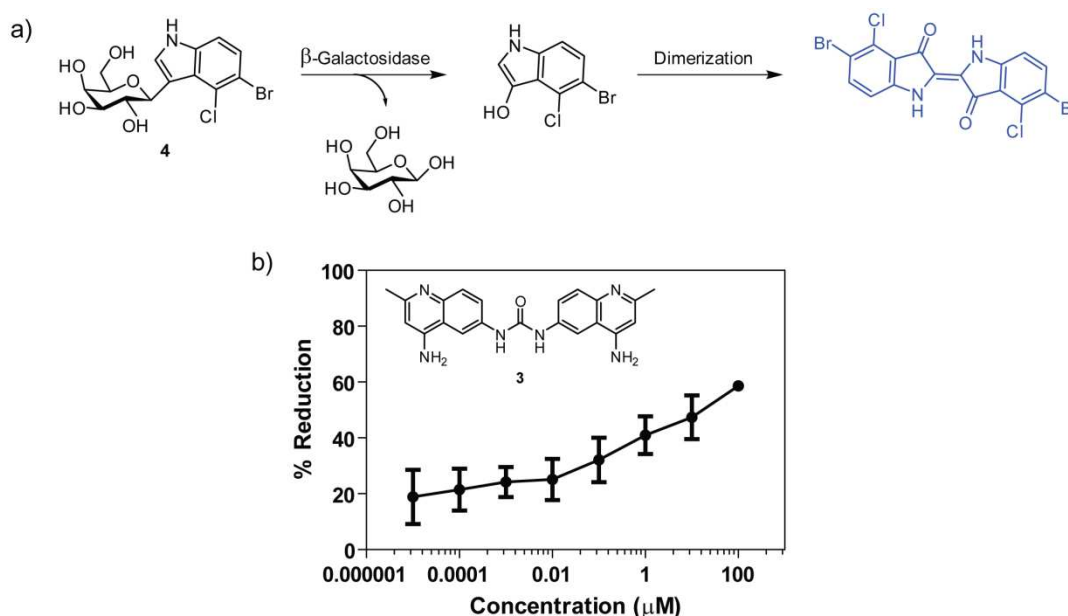 a)
OH
HO
O
HO
OH
H
N
Br
Cl
4
β-Galactosidase
OH
HO
O
OH
HO
OH
H
N
HO
Br
Cl
Dimerization
Cl
Br
O
H
N
N
H
O
Cl
Br
b)
100
80
60
40
20
0
% Reduction
N
NH2
O
N
H
N
H
N
NH2
3
0.000001
0.0001
0.01
1
100
Concentration (µM)